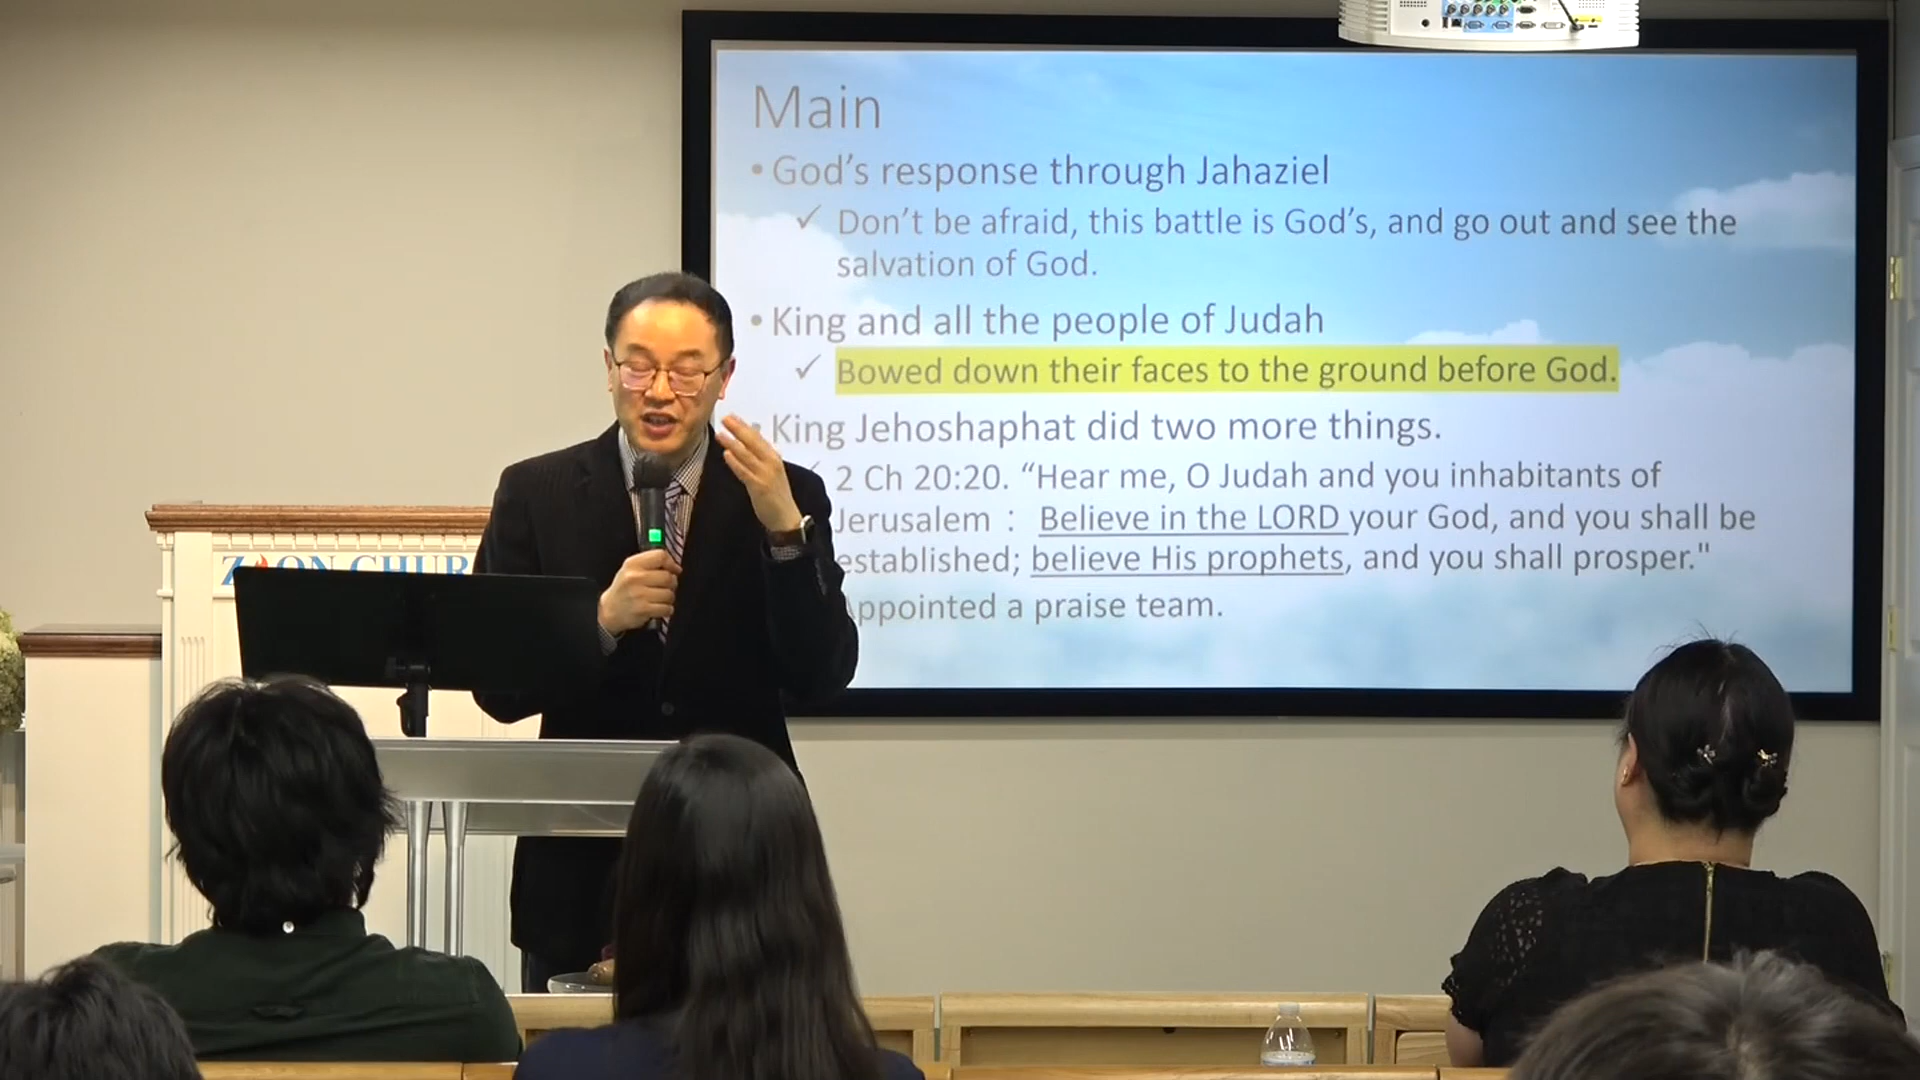 Main
• God’s response through Jahaziel
✓ Don’t be afraid, this battle is God’s, and go out and see the
salvation of God.
• King and all the people of Judah
✓ Bowed down their faces to the ground before God.
• King Jehoshaphat did two more things.
✓ 2 Ch 20:20. “Hear me, O Judah and you inhabitants of
Jerusalem : Believe in the LORD your God, and you shall be
established; believe His prophets, and you shall prosper."
Appointed a praise team.
ZION CHUR